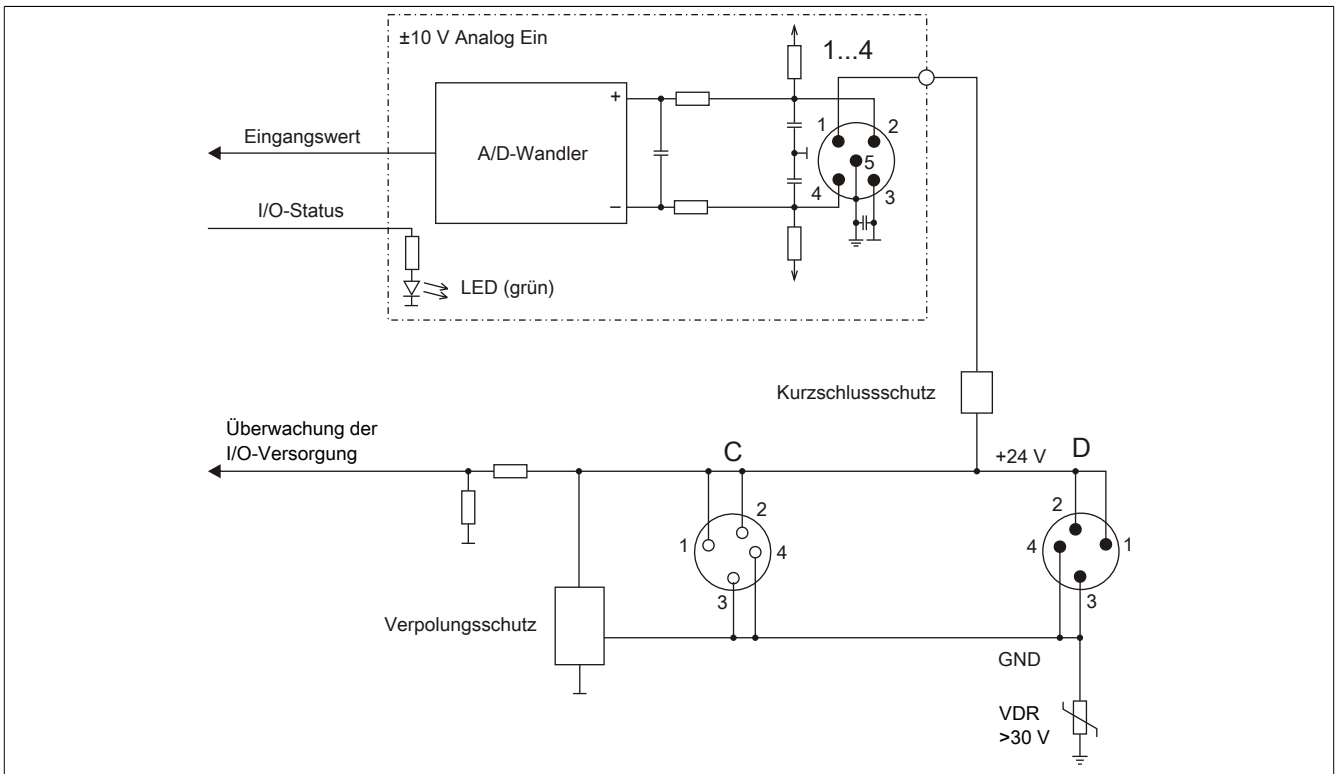 ±10 V Analog Ein
1...4
+
A/D-Wandler
–
Eingangswert
I/O-Status
LED (grün)
1
2
5
4
3
Kurzschlussschutz
Überwachung der
I/O-Versorgung
C
+24 V
D
2
1
4
3
2
4
1
3
Verpolungsschutz
GND
VDR
>30 V